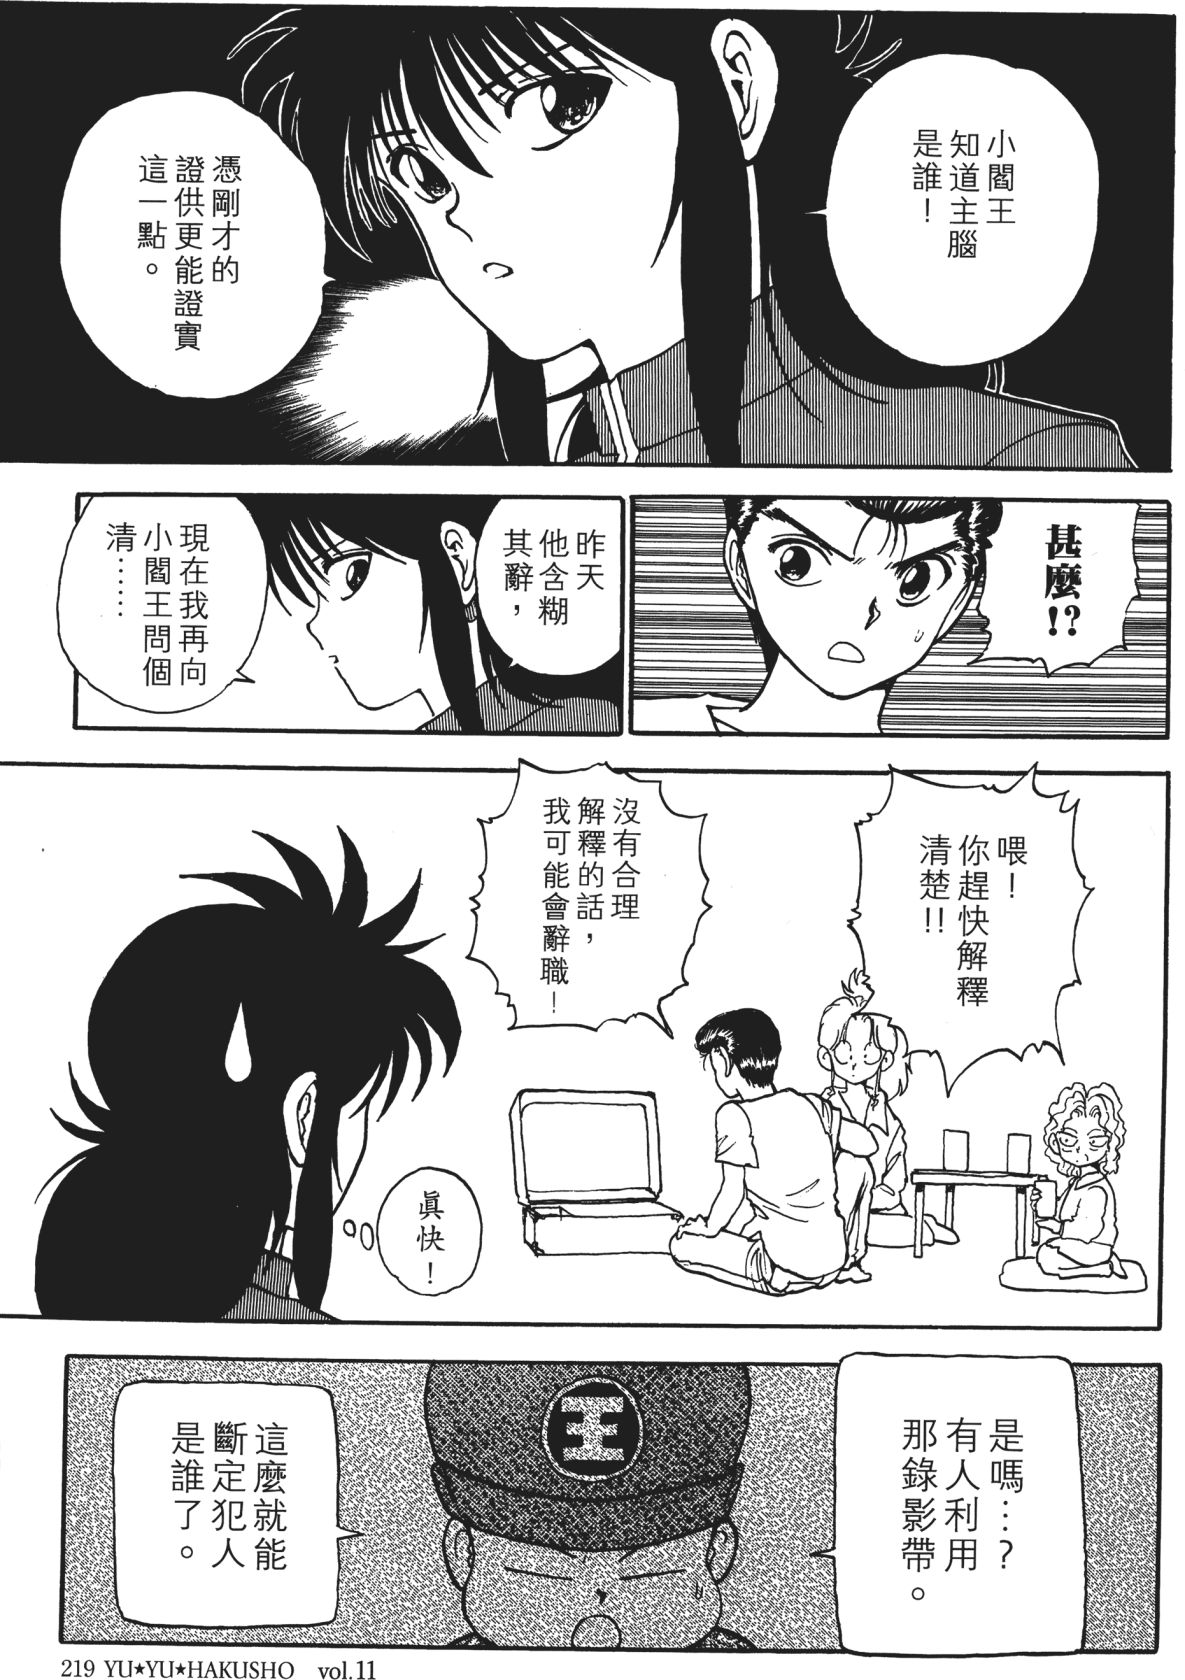 小閻王
知道主腦
是誰！
憑剛才的
證供更能證實
這一點。
甚麼!?
昨天
他含糊
其辭，
現在我再向
小閻王問個
清……
喂！
你趕快解釋
清楚!!
沒有合理
解釋的話，
我可能會辭職！
眞快！
是嗎…？
有人利用
那錄影帶。
王
這麼就能
斷定犯人
是誰了。
219 YU★YU★HAKUSHO vol.11